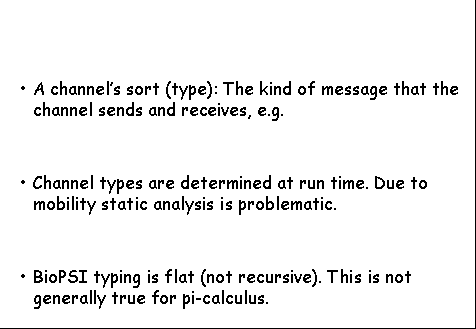 • A channel's sort (type): The kind of message that the
channel sends and receives, e.g.
• Channel types are determined at run time. Due to
mobility static analysis is problematic.
• BioPSI typing is flat (not recursive). This is not
generally true for pi-calculus.